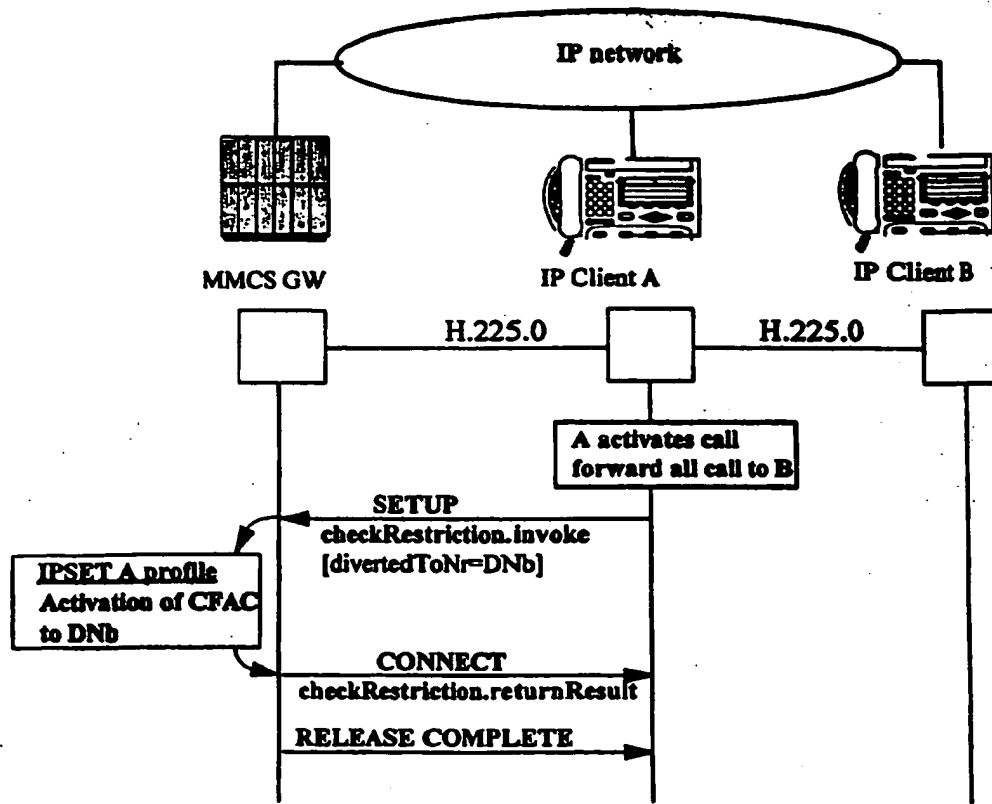 IP network
MMCS GW
IP Client A
IP Client B
H.225.0
H.225.0
A activates call
forward all call to B
SETUP
checkRestriction.invoke
[divertedToNr=DNb]
IPSET A profile
Activation of CFAC
to DNb
CONNECT
checkRestriction.returnResult
RELEASE COMPLETE